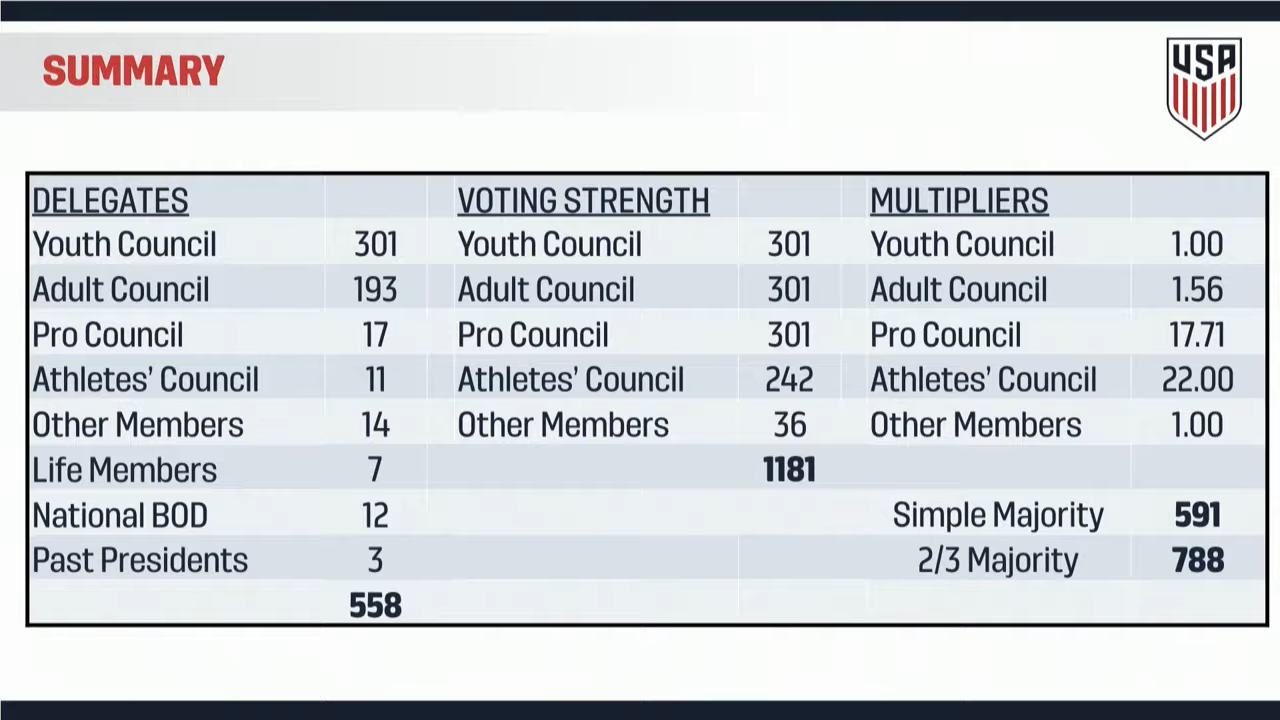 SUMMARY
USA
DELEGATES VOTING STRENGTH MULTIPLIERS
Youth Council 301 Youth Council 301 Youth Council 1.00
Adult Council 193 Adult Council 301 Adult Council 1.56
Pro Council 17 Pro Council 301 Pro Council 17.71
Athletes’ Council 11 Athletes’ Council 242 Athletes’ Council 22.00
Other Members 14 Other Members 36 Other Members 1.00
Life Members 7 1181
National BOD 12 Simple Majority 591
Past Presidents 3 2/3 Majority 788
558